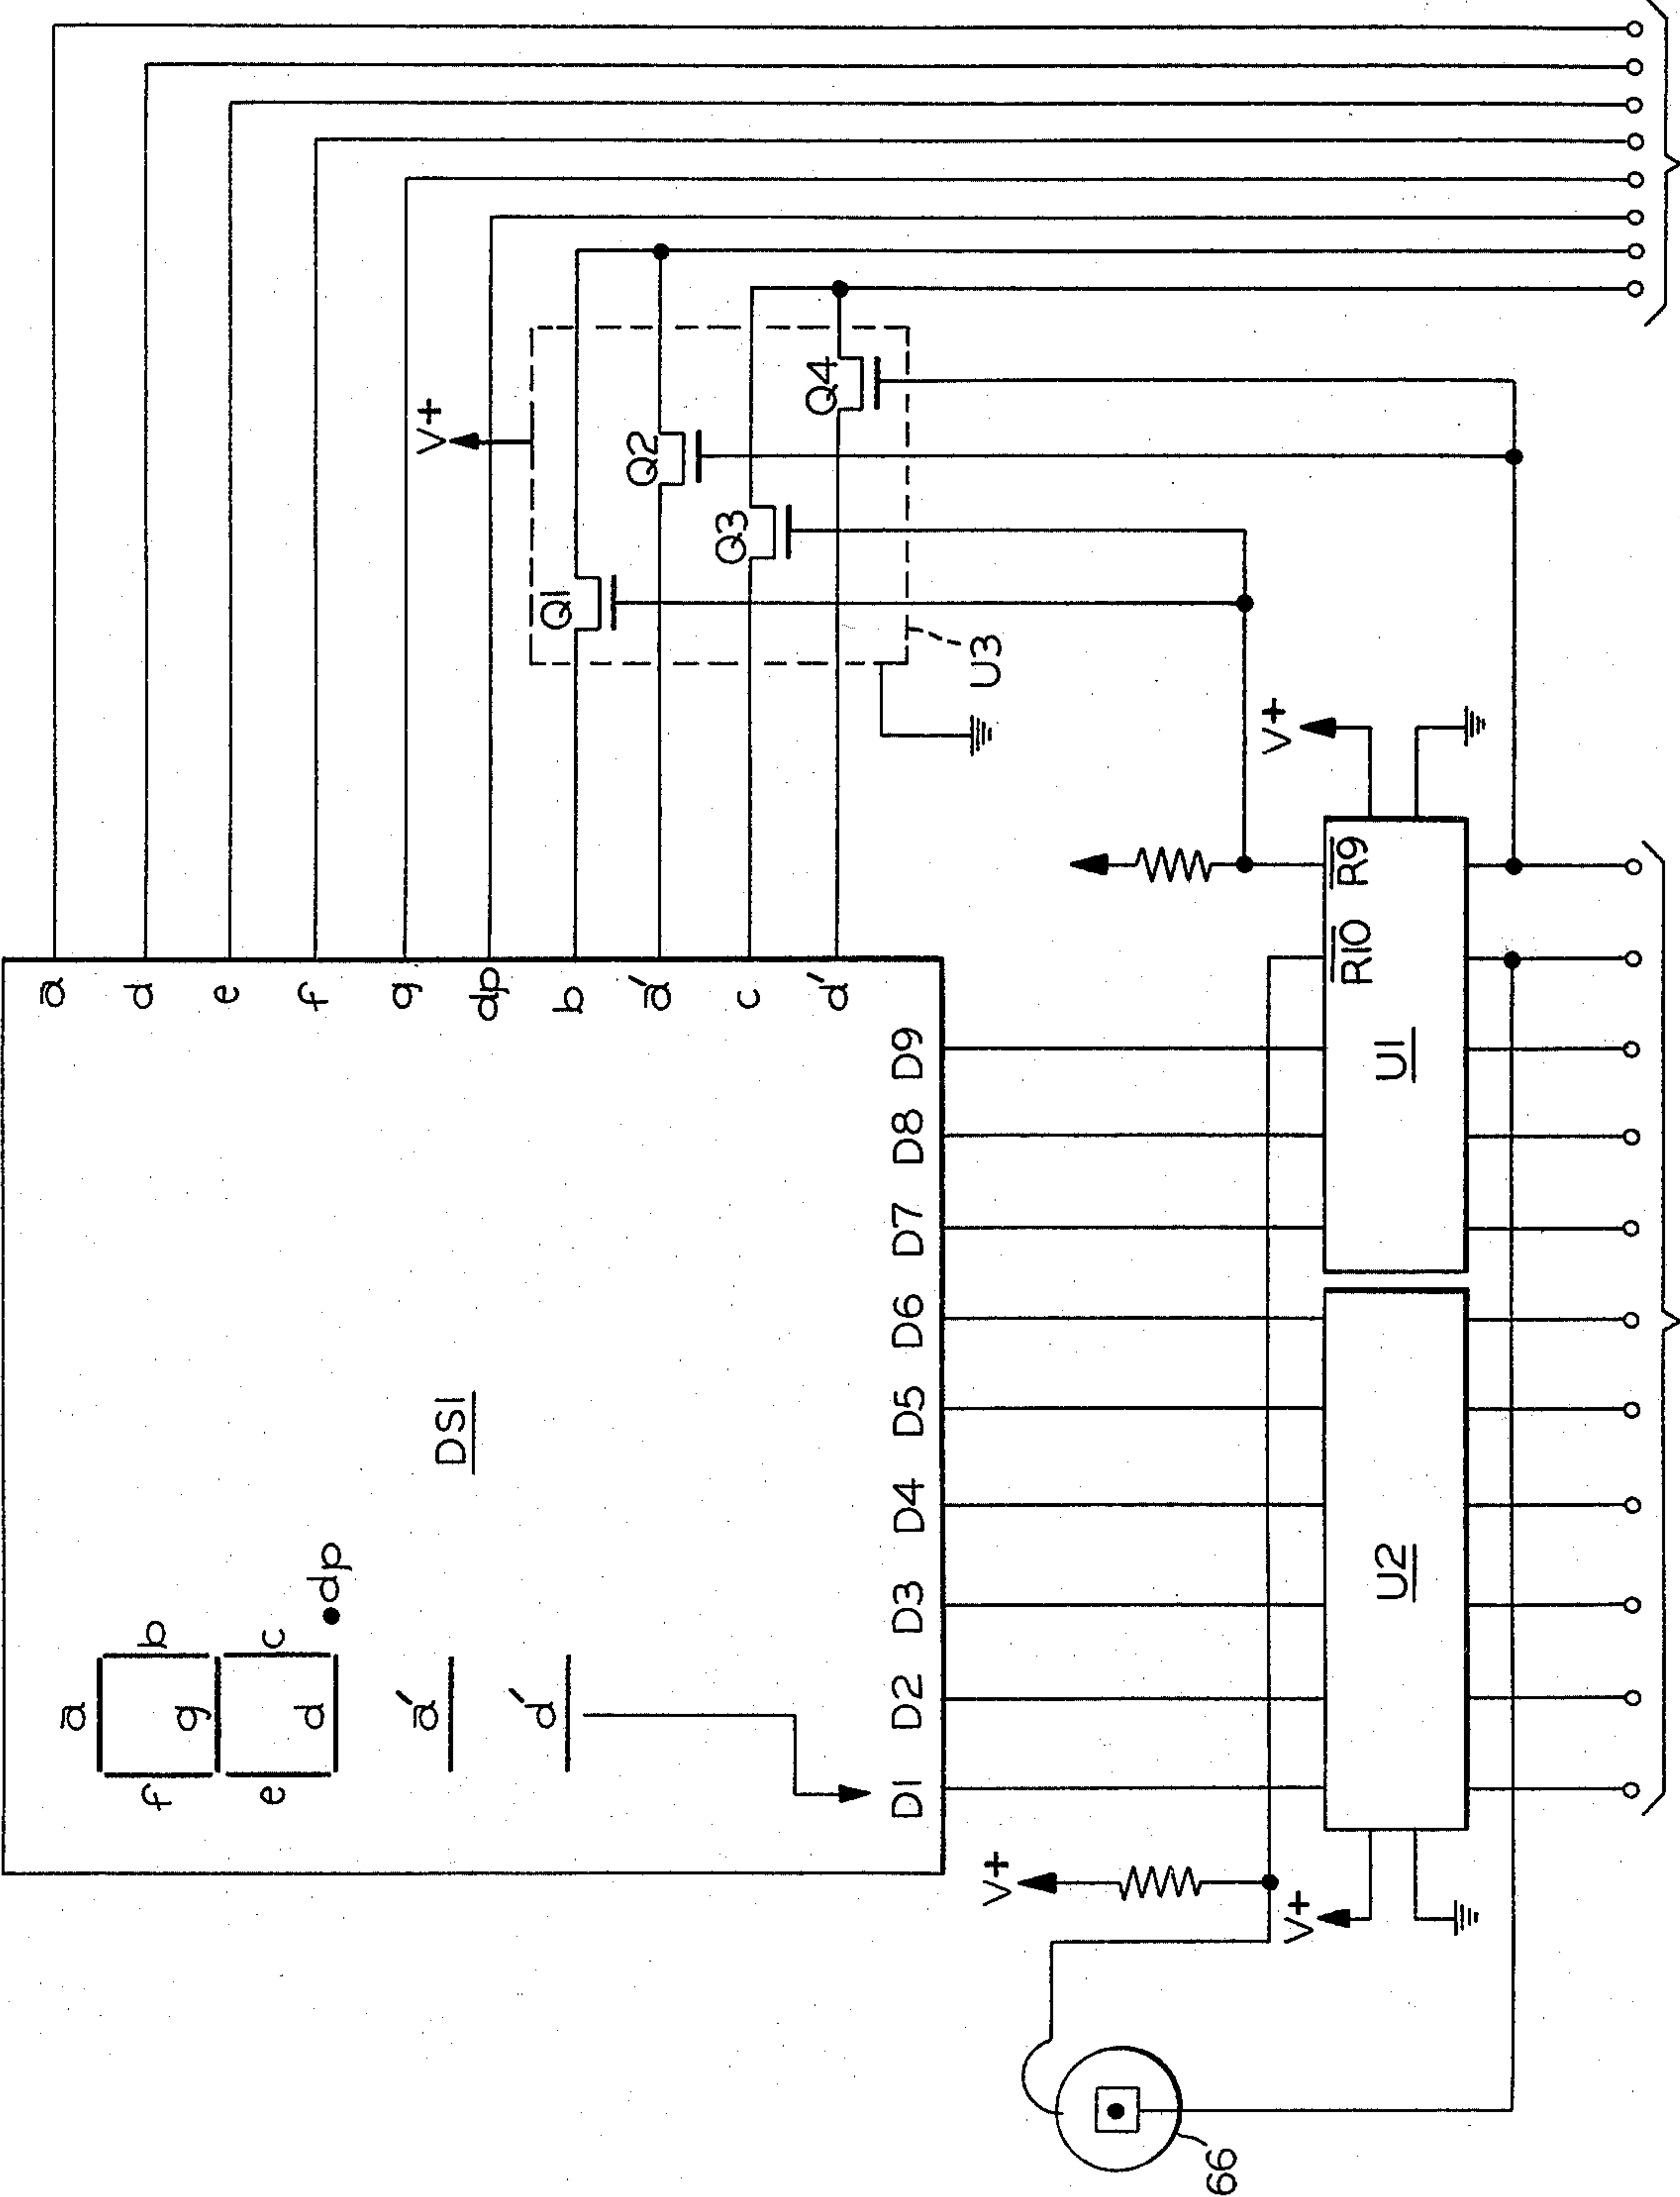 a
d
e
f
g
dp
b
a′
c
d′
V+
Q1
Q2
Q3
Q4
U3
a
b
f
g
c
e
d
dp
a′
d′
DS1
D1
D2
D3
D4
D5
D6
D7
D8
D9
V+
R10
R9
U1
U2
V+
V+
66